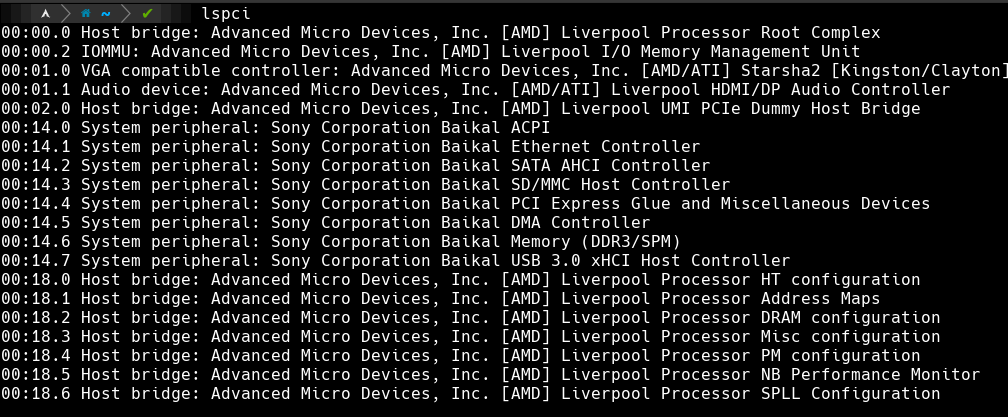 ~ ✔ lspci
00:00.0 Host bridge: Advanced Micro Devices, Inc. [AMD] Liverpool Processor Root Complex
00:00.2 IOMMU: Advanced Micro Devices, Inc. [AMD] Liverpool I/O Memory Management Unit
00:01.0 VGA compatible controller: Advanced Micro Devices, Inc. [AMD/ATI] Starsha2 [Kingston/Clayton]
00:01.1 Audio device: Advanced Micro Devices, Inc. [AMD/ATI] Liverpool HDMI/DP Audio Controller
00:02.0 Host bridge: Advanced Micro Devices, Inc. [AMD] Liverpool UMI PCIe Dummy Host Bridge
00:14.0 System peripheral: Sony Corporation Baikal ACPI
00:14.1 System peripheral: Sony Corporation Baikal Ethernet Controller
00:14.2 System peripheral: Sony Corporation Baikal SATA AHCI Controller
00:14.3 System peripheral: Sony Corporation Baikal SD/MMC Host Controller
00:14.4 System peripheral: Sony Corporation Baikal PCI Express Glue and Miscellaneous Devices
00:14.5 System peripheral: Sony Corporation Baikal DMA Controller
00:14.6 System peripheral: Sony Corporation Baikal Memory (DDR3/SPM)
00:14.7 System peripheral: Sony Corporation Baikal USB 3.0 xHCI Host Controller
00:18.0 Host bridge: Advanced Micro Devices, Inc. [AMD] Liverpool Processor HT configuration
00:18.1 Host bridge: Advanced Micro Devices, Inc. [AMD] Liverpool Processor Address Maps
00:18.2 Host bridge: Advanced Micro Devices, Inc. [AMD] Liverpool Processor DRAM configuration
00:18.3 Host bridge: Advanced Micro Devices, Inc. [AMD] Liverpool Processor Misc configuration
00:18.4 Host bridge: Advanced Micro Devices, Inc. [AMD] Liverpool Processor PM configuration
00:18.5 Host bridge: Advanced Micro Devices, Inc. [AMD] Liverpool Processor NB Performance Monitor
00:18.6 Host bridge: Advanced Micro Devices, Inc. [AMD] Liverpool Processor SPLL Configuration